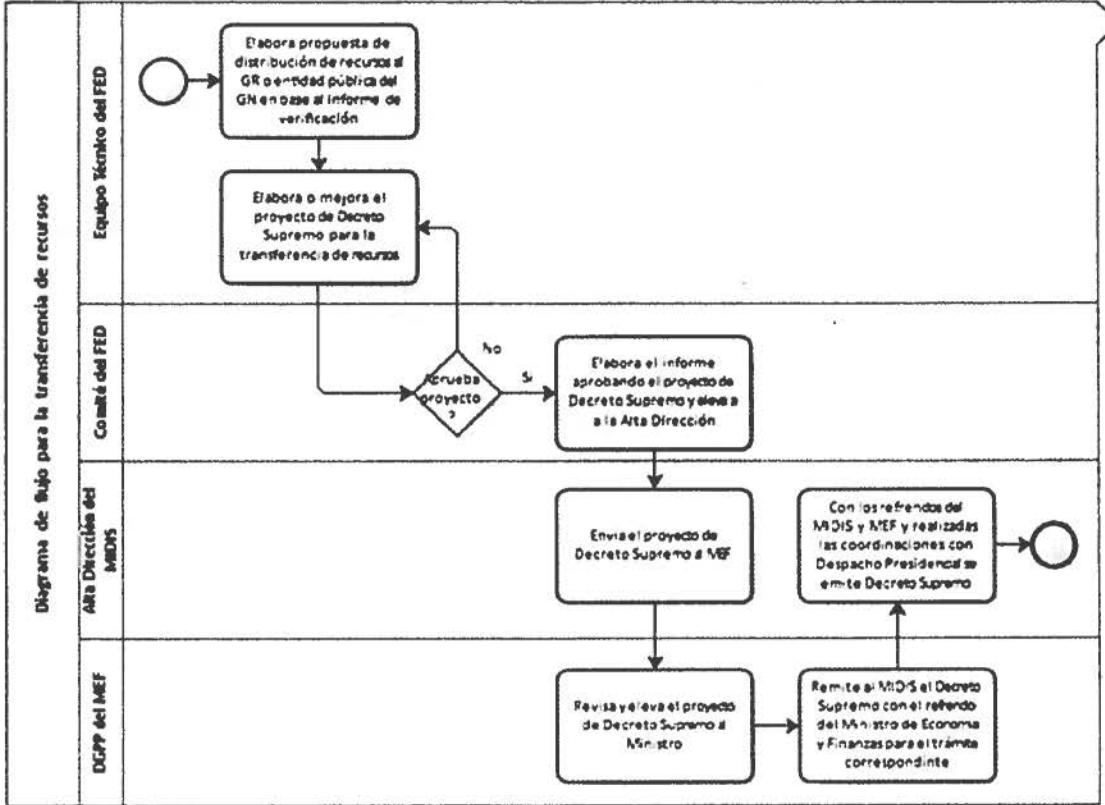 Diagrama de flujo para la transferencia de recursos
Equipo Técnico del FED
Elabora propuesta de
distribución de recursos al
GR o entidad pública del
GN en base al informe de
verificación
Elabora o mejora el
proyecto de Decreto
Supremo para la
transferencia de recursos
Comité del FED
Aprueba
proyecto
?
No
Si
Elabora el informe
aprobando el proyecto de
Decreto Supremo y eleva a
a la Alta Dirección
Alta Dirección del
MIDIS
Envia el proyecto de
Decreto Supremo al MEF
Con los refrendos del
MIDIS y MEF y realizadas
las coordinaciones con
Despacho Presidencial se
emite Decreto Supremo
DGPP del MEF
Revisa y eleva el proyecto
de Decreto Supremo al
Ministro
Remite al MIDIS el Decreto
Supremo con el refrendo
del Ministro de Economia
y Finanzas para el trámite
correspondinte